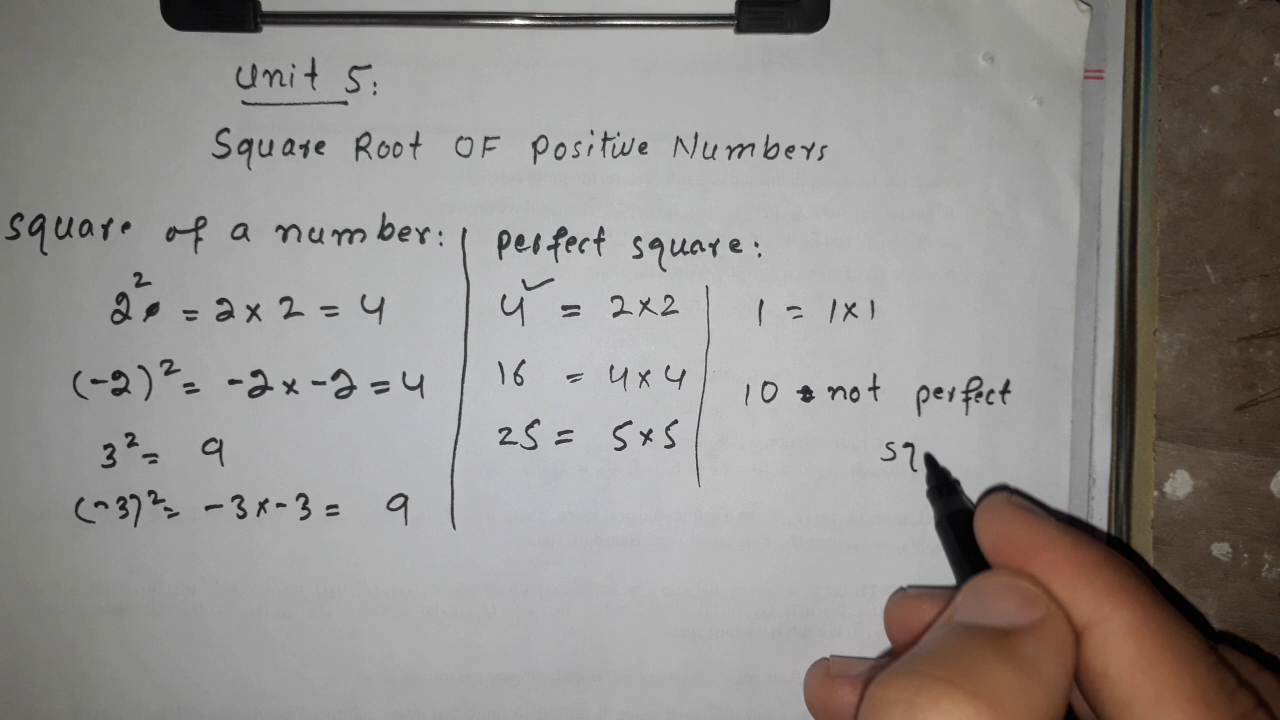 Unit 5:
Square Root OF Positive Numbers
square of a number:
2² = 2 x 2 = 4
(-2)² = -2 x -2 = 4
3² = 9
(-3)² = -3 x -3 = 9
perfect square:
4 ✓ = 2 x 2
16 = 4 x 4
25 = 5 x 5
1 = 1 x 1
10 not perfect
sq